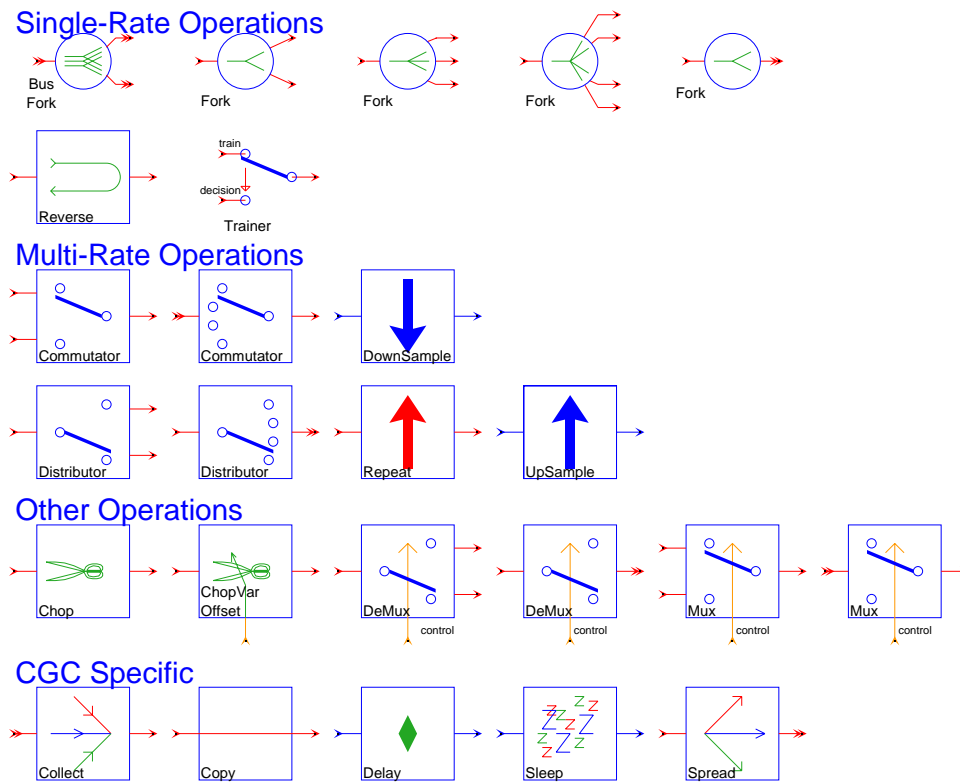 Single-Rate Operations
Bus
Fork
Fork
Fork
Fork
Fork
Reverse
train
decision
Trainer
Multi-Rate Operations
Commutator
Commutator
DownSample
Distributor
Distributor
Repeat
UpSample
Other Operations
Chop
ChopVar
Offset
DeMux
control
DeMux
control
Mux
control
Mux
control
CGC Specific
Collect
Copy
Delay
Sleep
Spread